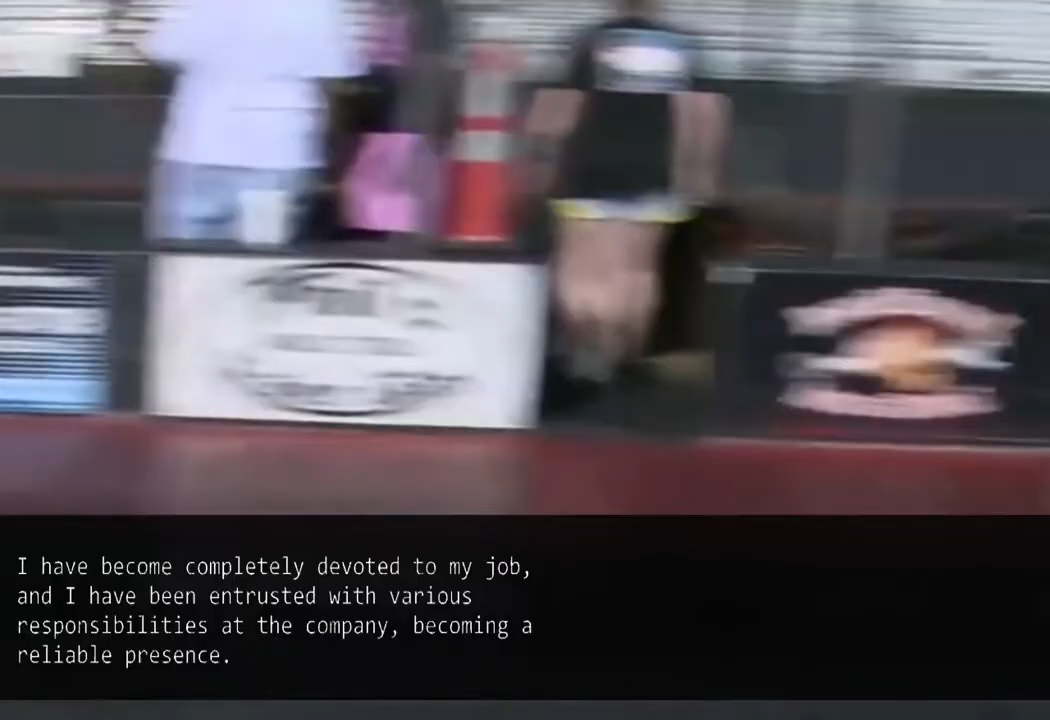 I have become completely devoted to my job,
and I have been entrusted with various
responsibilities at the company, becoming a
reliable presence.